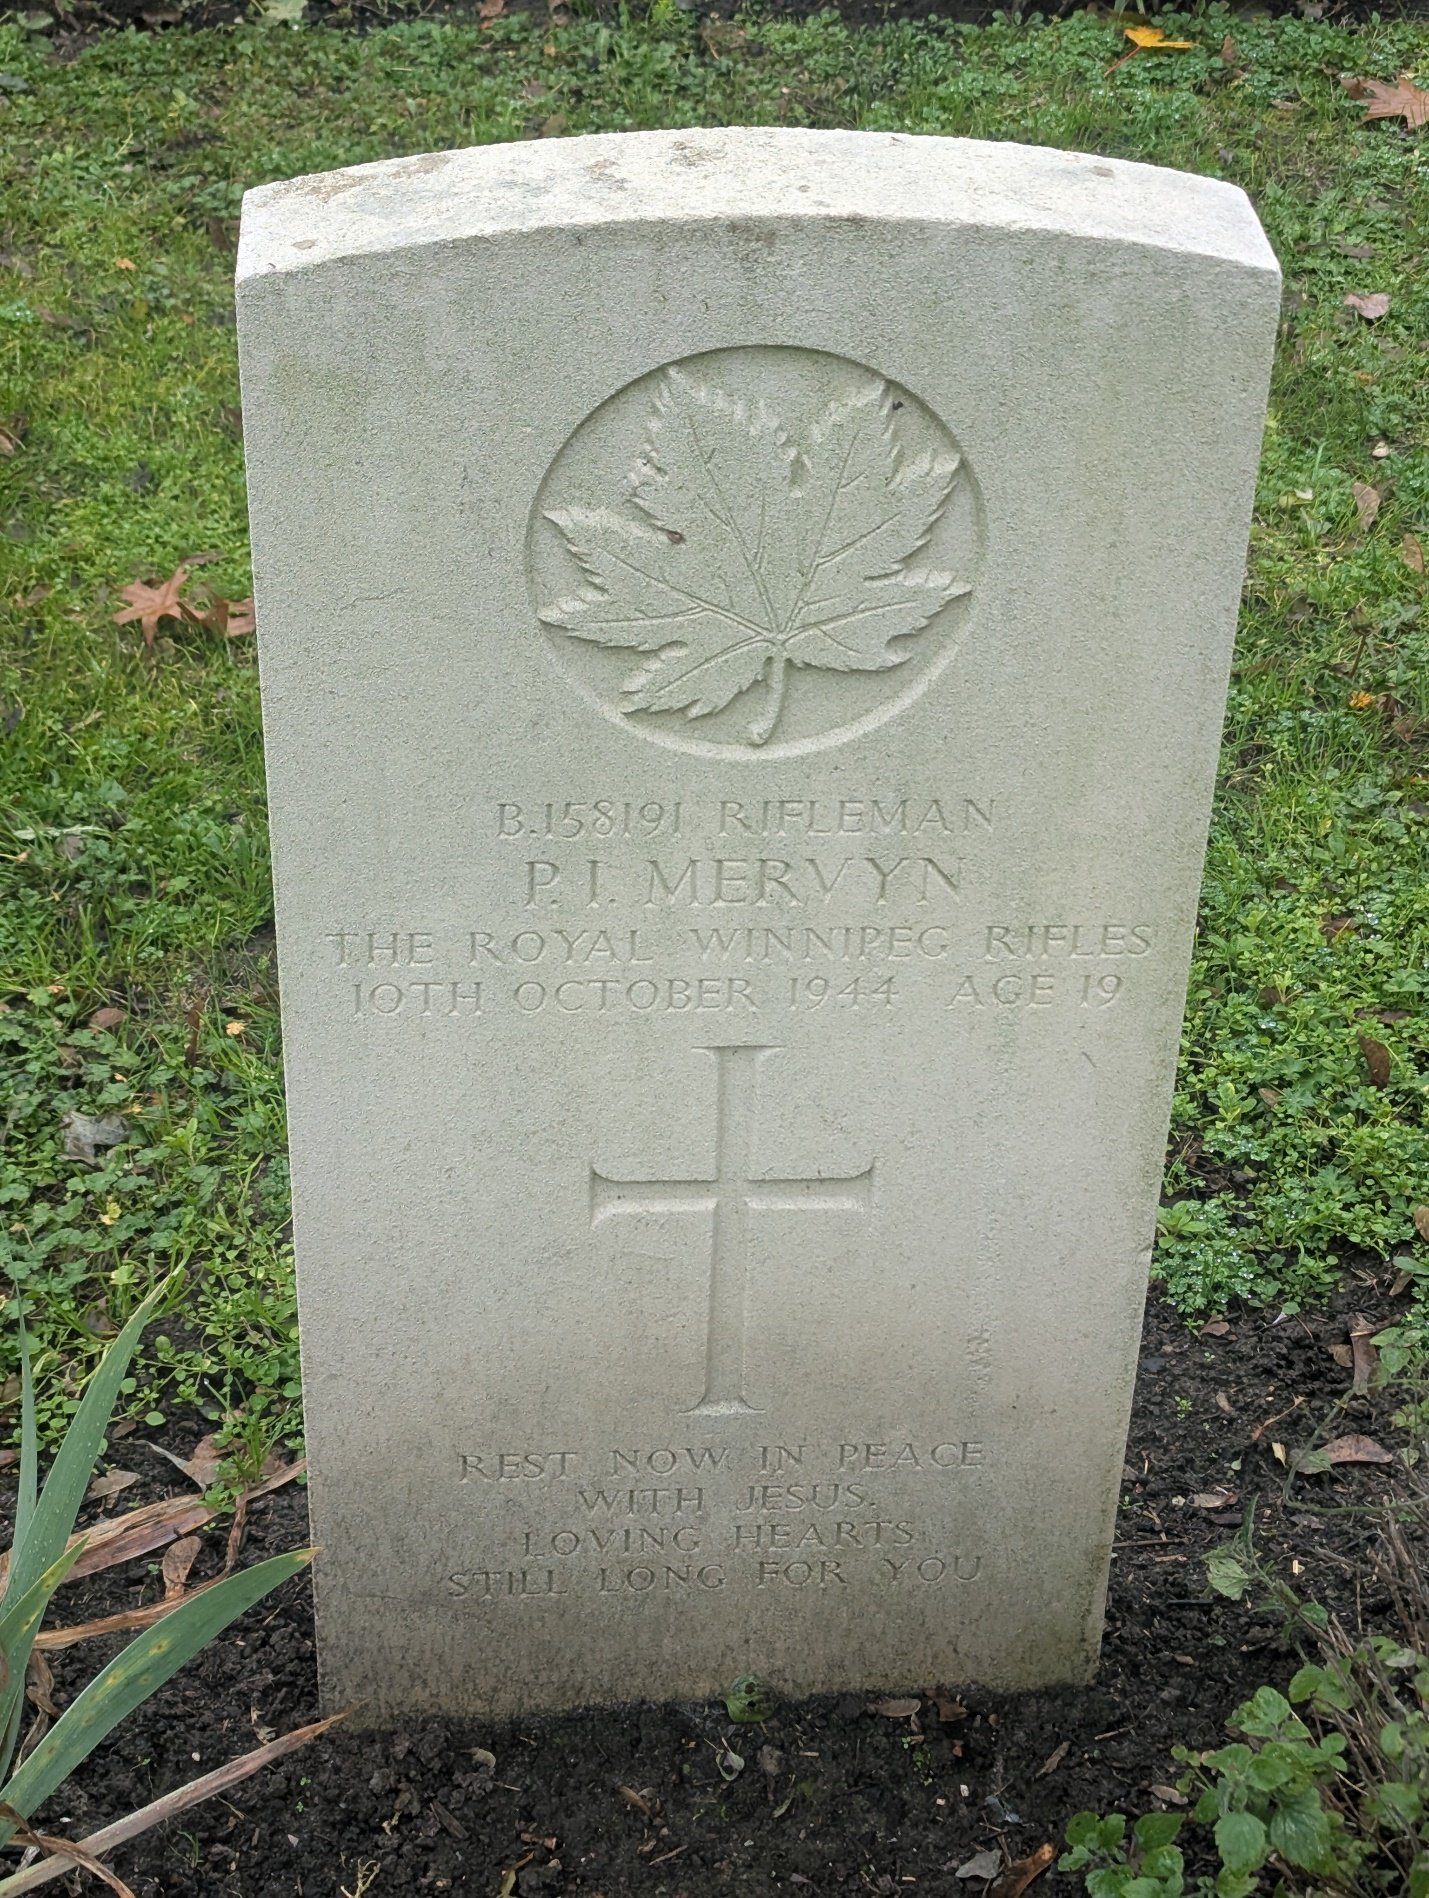 B.158191 RIFLEMAN
P. I. MERVYN
THE ROYAL WINNIPEG RIFLES
10TH OCTOBER 1944 AGE 19
REST NOW IN PEACE
WITH JESUS.
LOVING HEARTS
STILL LONG FOR YOU